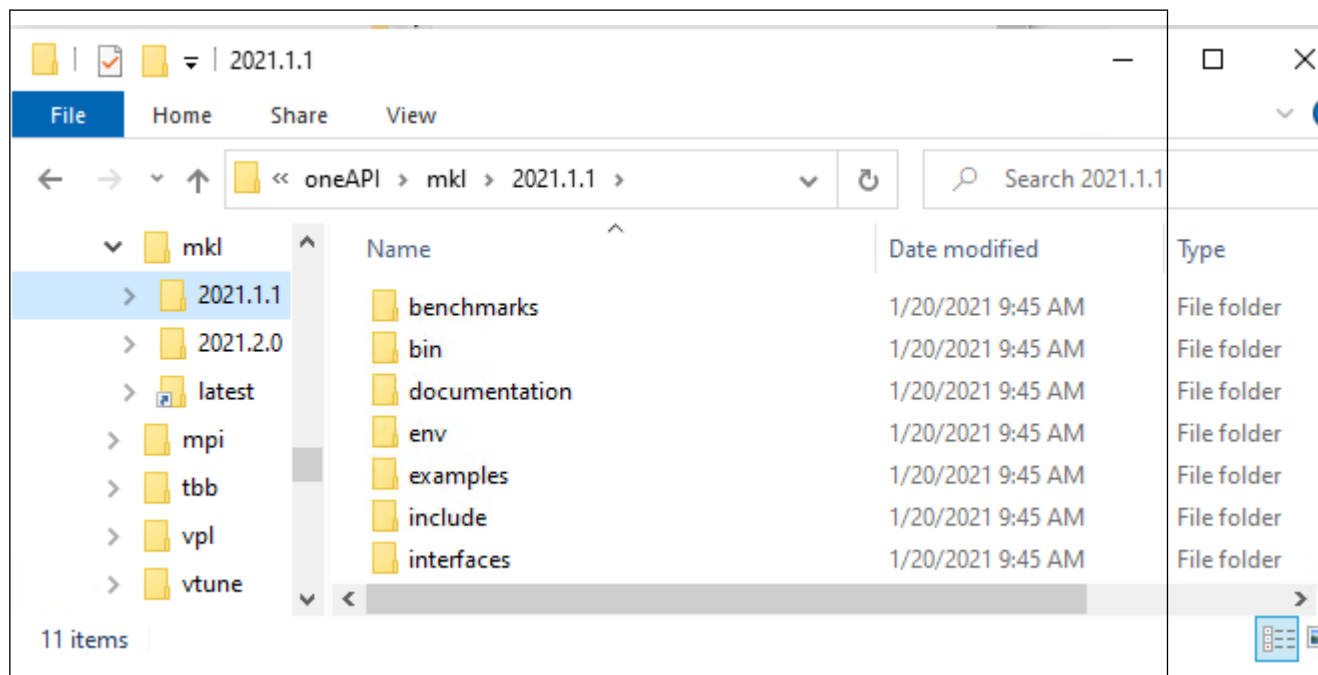 2021.1.1
File Home Share View
« oneAPI > mkl > 2021.1.1 > Search 2021.1.1
mkl Name Date modified Type
2021.1.1 benchmarks 1/20/2021 9:45 AM File folder
2021.2.0 bin 1/20/2021 9:45 AM File folder
latest documentation 1/20/2021 9:45 AM File folder
mpi env 1/20/2021 9:45 AM File folder
tbb examples 1/20/2021 9:45 AM File folder
vpl include 1/20/2021 9:45 AM File folder
vtune interfaces 1/20/2021 9:45 AM File folder
11 items